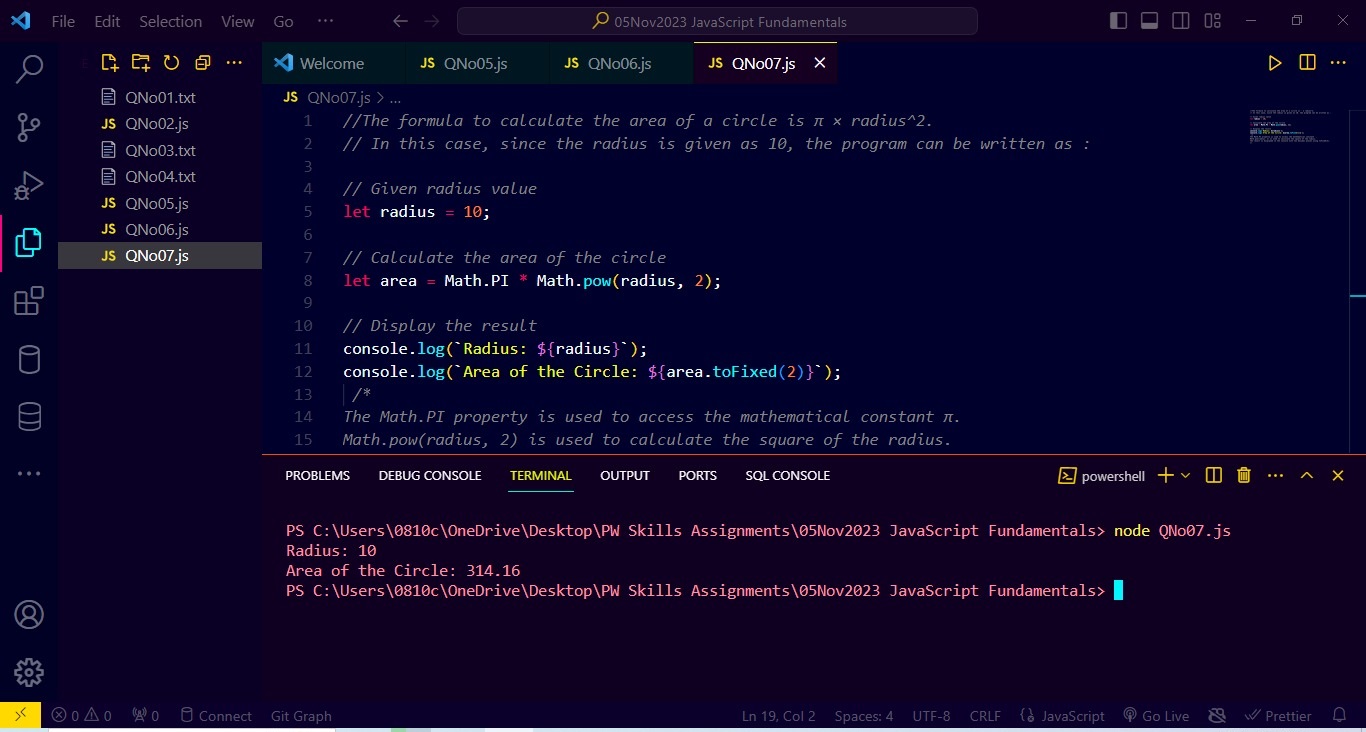 File Edit Selection View Go ··· 05Nov2023 JavaScript Fundamentals
Welcome JS QNo05.js JS QNo06.js JS QNo07.js
QNo01.txt
JS QNo02.js
QNo03.txt
QNo04.txt
JS QNo05.js
JS QNo06.js
JS QNo07.js
JS QNo07.js > ...
1 //The formula to calculate the area of a circle is π × radius^2.
2 // In this case, since the radius is given as 10, the program can be written as :
3
4 // Given radius value
5 let radius = 10;
6
7 // Calculate the area of the circle
8 let area = Math.PI * Math.pow(radius, 2);
9
10 // Display the result
11 console.log(`Radius: ${radius}`);
12 console.log(`Area of the Circle: ${area.toFixed(2)}`);
13 /*
14 The Math.PI property is used to access the mathematical constant π.
15 Math.pow(radius, 2) is used to calculate the square of the radius.
PROBLEMS DEBUG CONSOLE TERMINAL OUTPUT PORTS SQL CONSOLE powershell
PS C:\Users\0810c\OneDrive\Desktop\PW Skills Assignments\05Nov2023 JavaScript Fundamentals> node QNo07.js
Radius: 10
Area of the Circle: 314.16
PS C:\Users\0810c\OneDrive\Desktop\PW Skills Assignments\05Nov2023 JavaScript Fundamentals>
0 0 0 Connect Git Graph Ln 19, Col 2 Spaces: 4 UTF-8 CRLF JavaScript Go Live Prettier